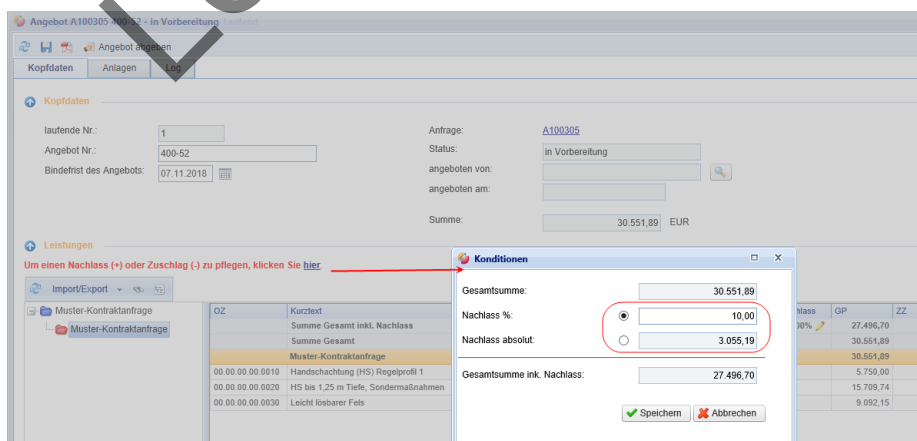 Angebot A100305 400-52 - in Vorbereitung Laufend
Angebot abgeben
Kopfdaten Anlagen Log
Kopfdaten
laufende Nr.: 1 Anfrage: A100305
Angebot Nr.: 400-52 Status: in Vorbereitung
Bindefrist des Angebots: 07.11.2018 angeboten von:
angeboten am:
Summe: 30.551,89 EUR
Leistungen
Um einen Nachlass (+) oder Zuschlag (-) zu pflegen, klicken Sie hier
Import/Export
Muster-Kontraktanfrage
Muster-Kontraktanfrage
OZ Kurztext hlass GP ZZ
Summe Gesamt inkl. Nachlass 00% 27.496,70
Summe Gesamt 30.551,89
Muster-Kontraktanfrage 30.551,89
00.00.00.00.0010 Handschachtung (HS) Regelprofil 1 5.750,00
00.00.00.00.0020 HS bis 1,25 m Tiefe, Sondermaßnahmen 15.709,74
00.00.00.00.0030 Leicht lösbarer Fels 9.092,15
Konditionen
Gesamtsumme: 30.551,89
Nachlass %: 10,00
Nachlass absolut: 3.055,19
Gesamtsumme ink. Nachlass: 27.496,70
Speichern Abbrechen